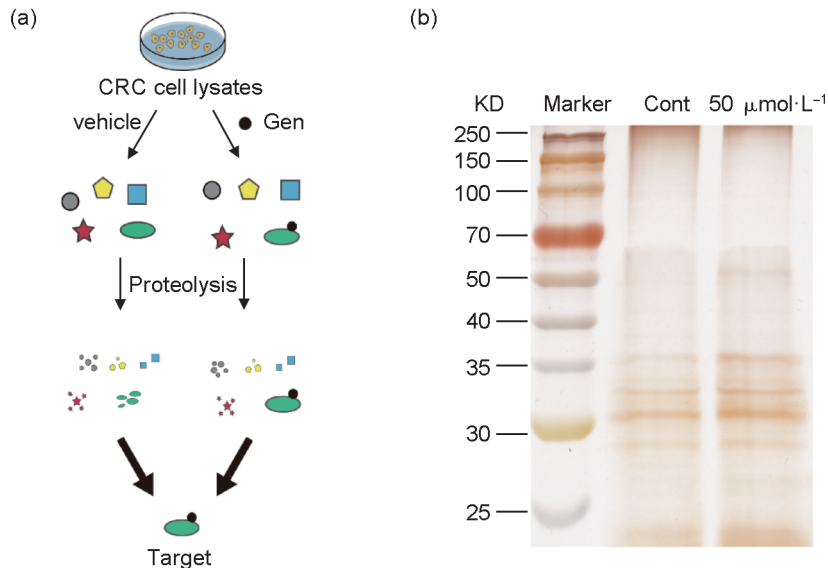 (a)
CRC cell lysates
vehicle
Gen
Proteolysis
Target
(b)
KD Marker Cont 50 μmol·L⁻¹
250
150
100
70
50
40
35
30
25